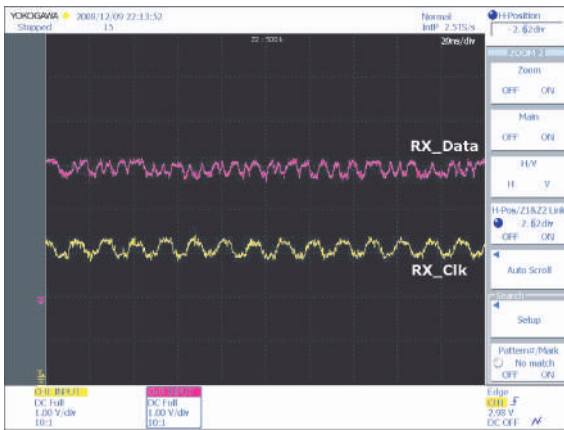 YOKOGAWA 2008/12/09 22:13:52
Stopped 15
Normal
IntP 2.5TS/s
20ns/div
H-Position
-2.62div
ZOOM 2
Zoom
OFF ON
Main
OFF ON
H/V
H V
H-Pos/Z1&Z2 Link
-2.62div
OFF ON
Auto Scroll
Search
Setup
Pattern#/Mark
No match
OFF ON
RX_Data
RX_Clk
DC Full
1.00 V/div
10:1
DC Full
1.00 V/div
10:1
Edge
CH1
2.98 V
DC OFF